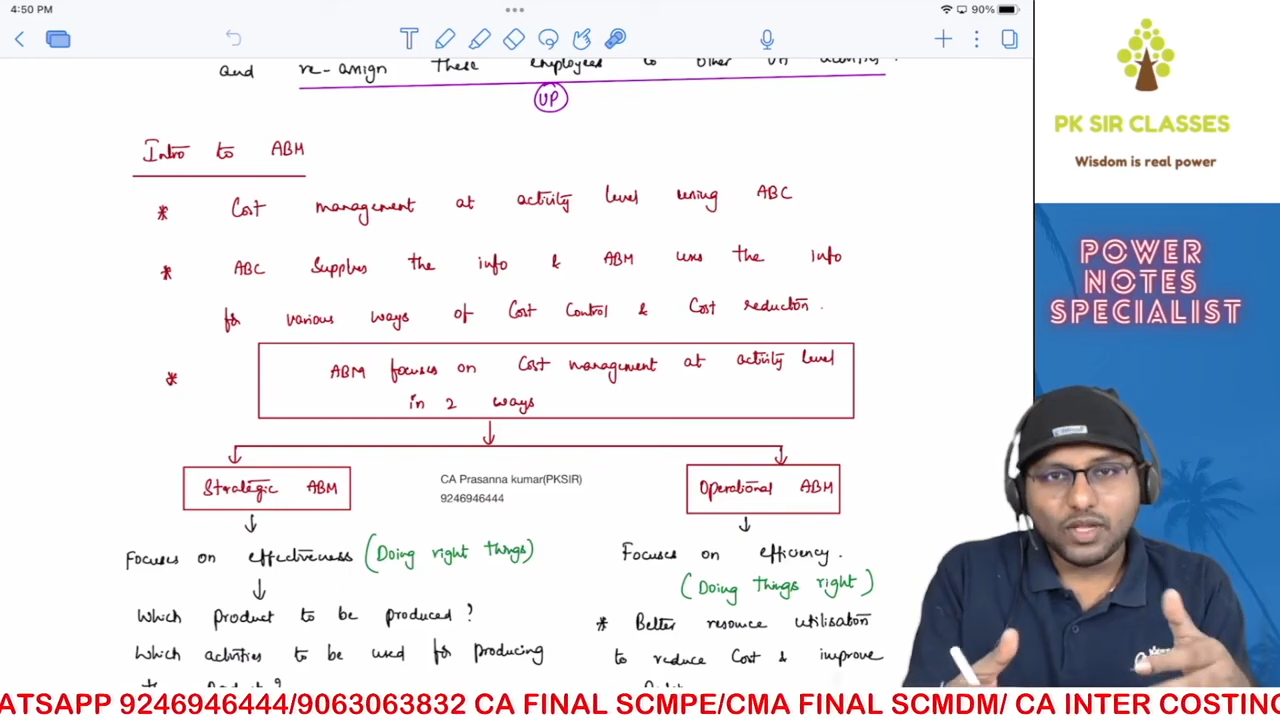 4:50 PM
90%
and re-assign these employees to other VA
UP
Intro to ABM
* Cost management at activity level using ABC
* ABC Supplies the info & ABM uses the info
for various ways of Cost Control & Cost reduction.
* ABM focuses on Cost management at activity level
in 2 ways
Strategic ABM
Operational ABM
CA Prasanna kumar(PKSIR)
9246946444
Focuses on effectiveness (Doing right things)
Focuses on efficiency.
(Doing things right)
Which product to be produced?
Which activities to be used for producing
* Better resource utilisation
to reduce Cost & improve
PK SIR CLASSES
Wisdom is real power
POWER
NOTES
SPECIALIST
ATSAPP 9246946444/9063063832 CA FINAL SCMPE/CMA FINAL SCMDM/ CA INTER COSTING